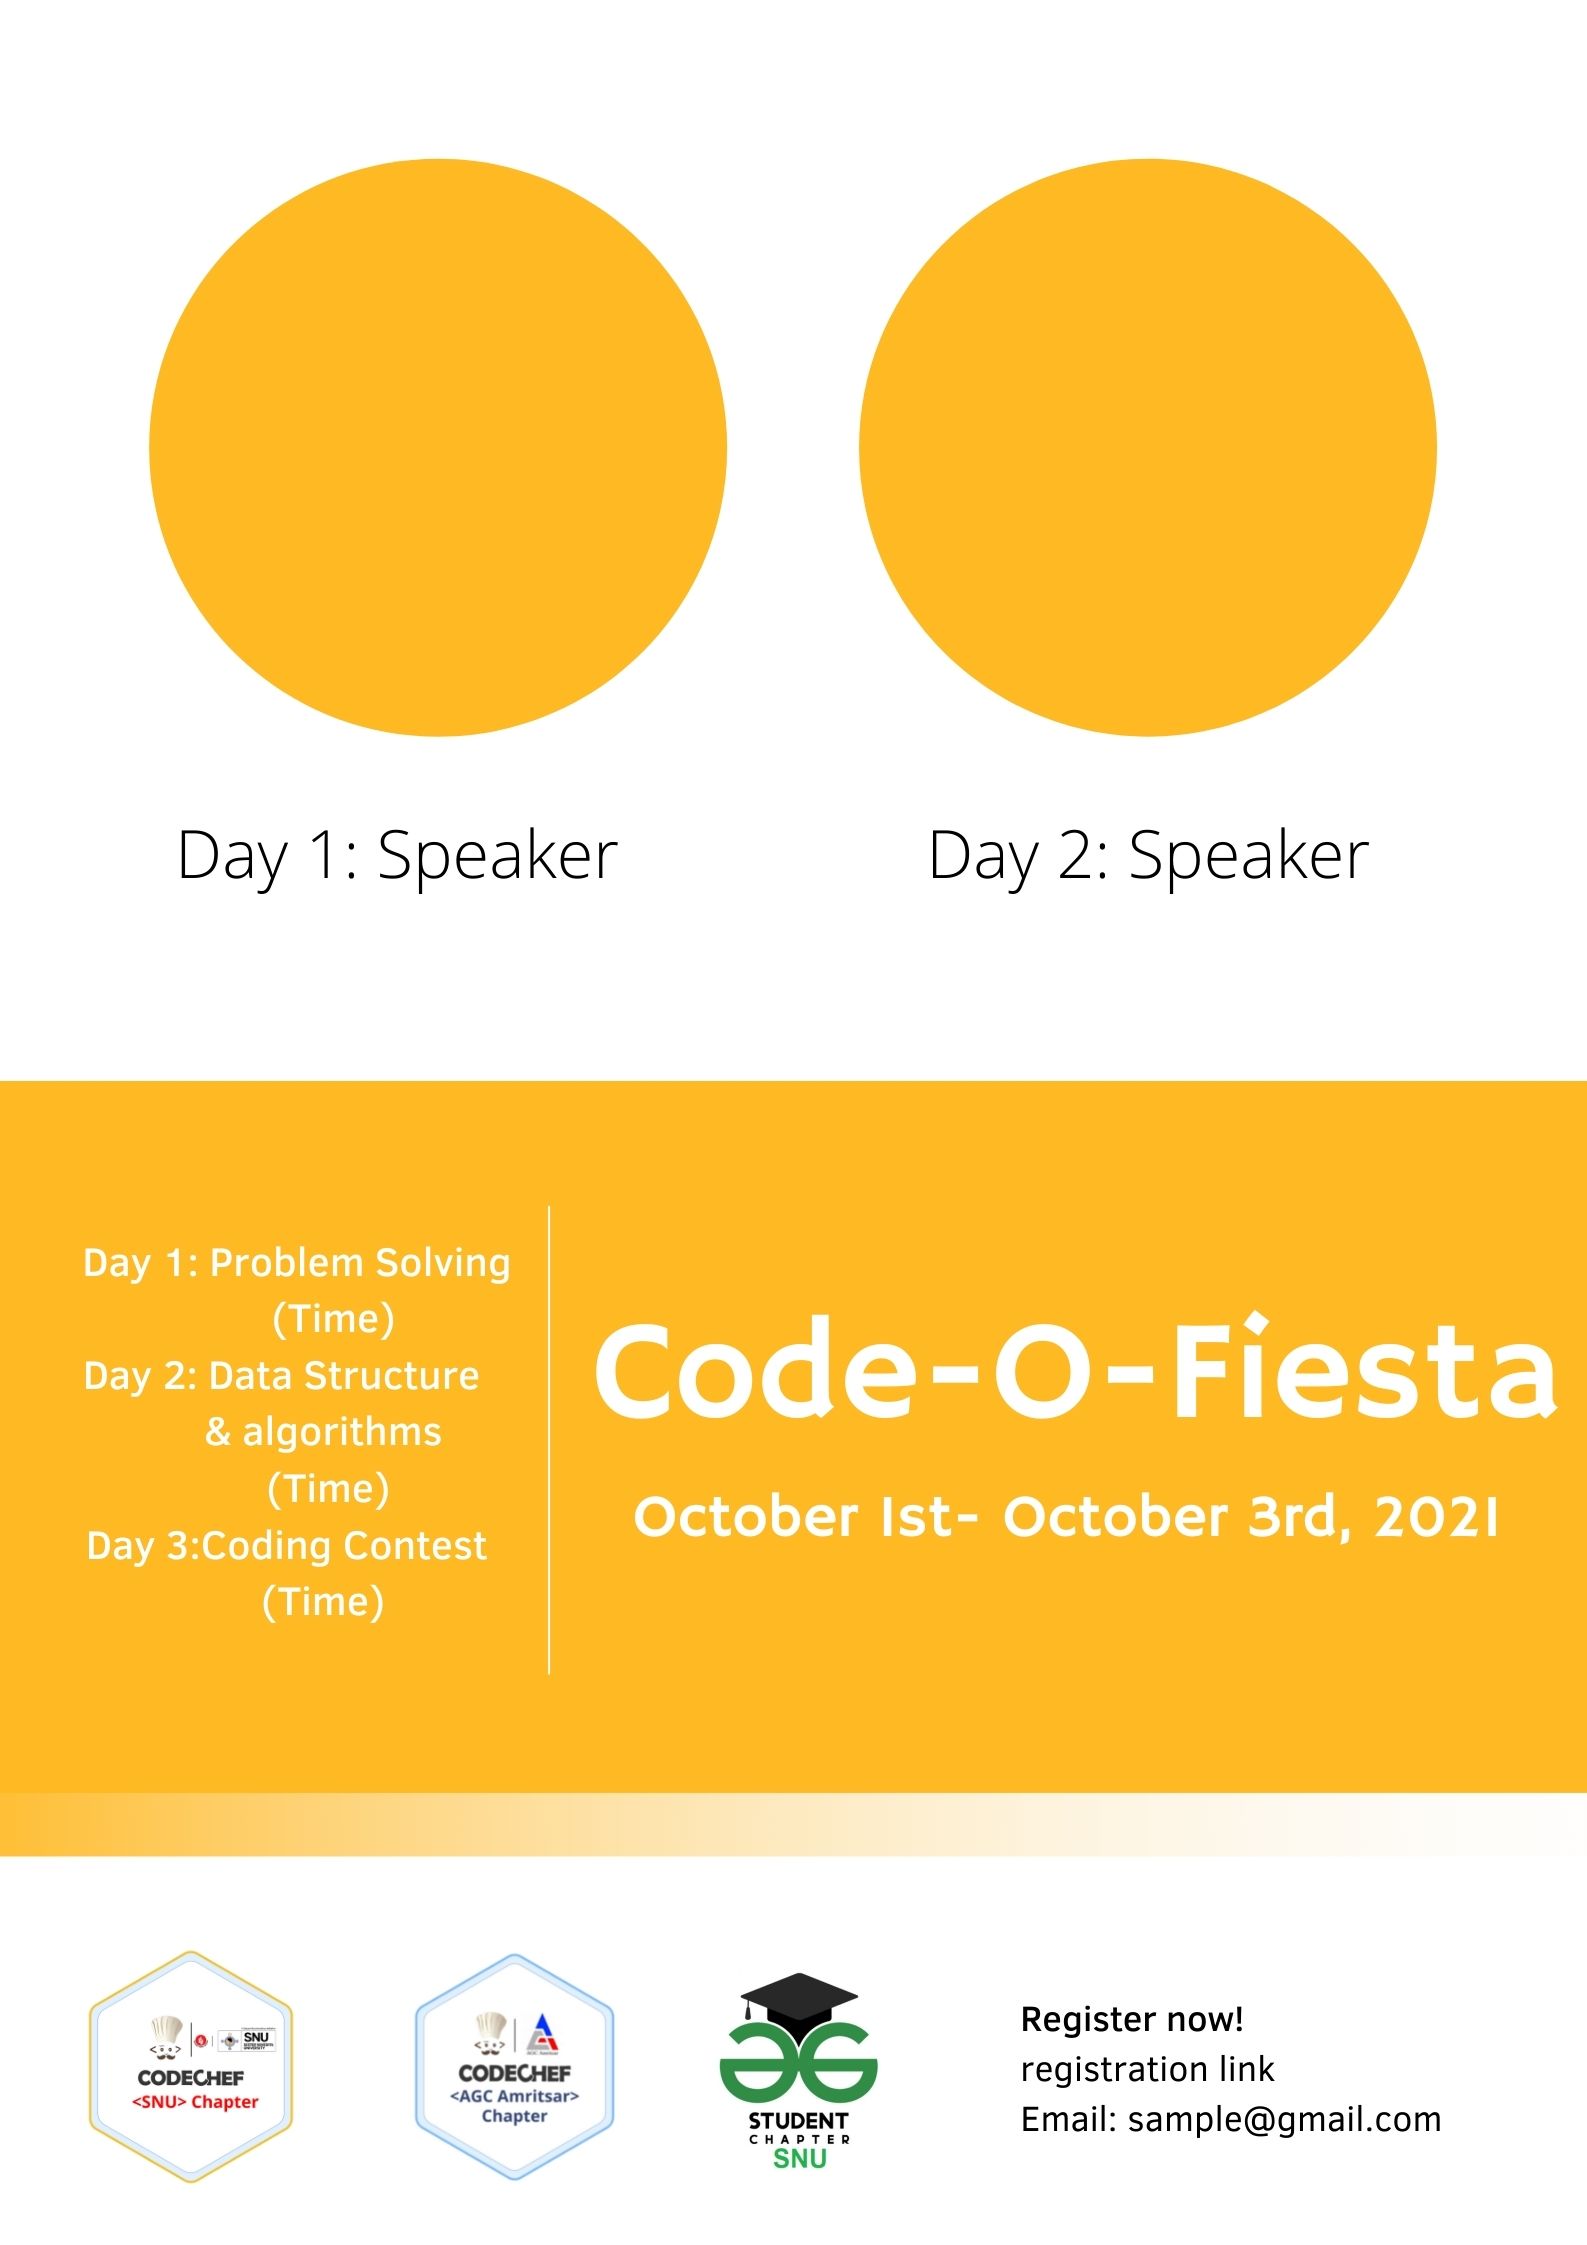 Day 1: Speaker
Day 2: Speaker
Day 1: Problem Solving
(Time)
Day 2: Data Structure
& algorithms
(Time)
Day 3:Coding Contest
(Time)
Code-O-Fiesta
October 1st- October 3rd, 2021
SNU
CODECHEF
<SNU> Chapter
CODECHEF
<AGC Amritsar>
Chapter
STUDENT
CHAPTER
SNU
Register now!
registration link
Email: sample@gmail.com